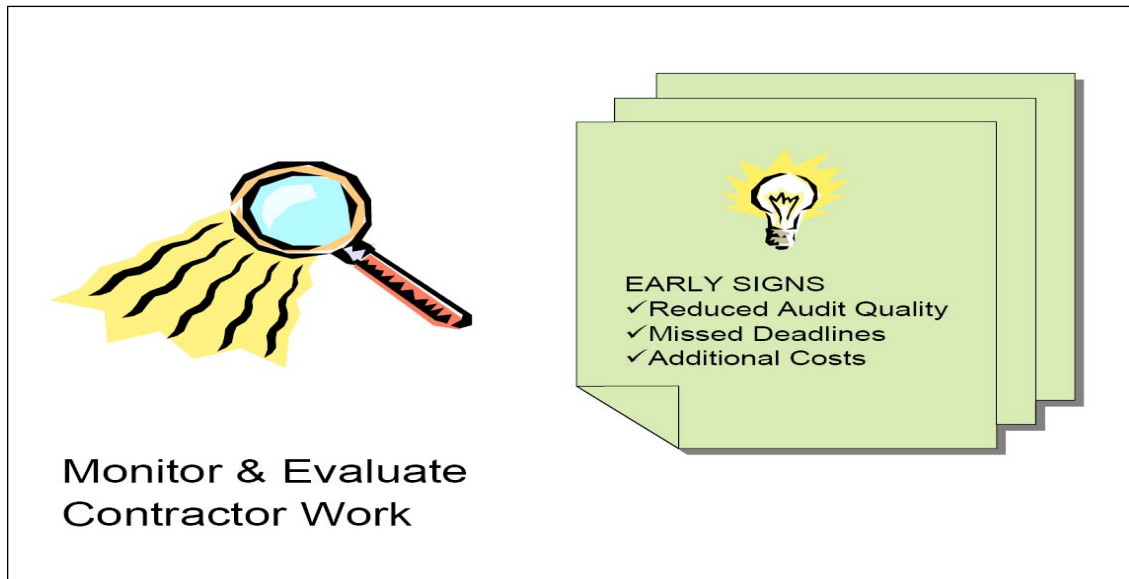 EARLY SIGNS
✓Reduced Audit Quality
✓Missed Deadlines
✓Additional Costs
Monitor & Evaluate
Contractor Work